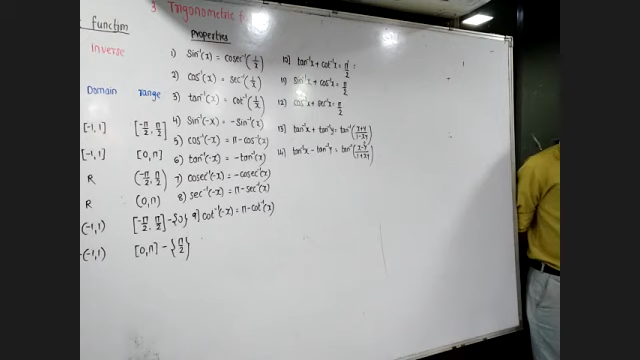 3 Trigonometric
function
Inverse
Domain range
[-1,1] [-π/2, π/2]
[-1,1] [0,π]
R (-π/2, π/2)
R (0,π)
(-1,1) [-π/2, π/2] - {0}
(-1,1) [0,π] - {π/2}
Properties
1) sin⁻¹(x) = cosec⁻¹(1/x)
2) cos⁻¹(x) = sec⁻¹(1/x)
3) tan⁻¹(x) = cot⁻¹(1/x)
4) sin⁻¹(-x) = -sin⁻¹(x)
5) cos⁻¹(-x) = π-cos⁻¹(x)
6) tan⁻¹(-x) = -tan⁻¹(x)
7) cosec⁻¹(-x) = -cosec⁻¹(x)
8) sec⁻¹(-x) = π-sec⁻¹(x)
9) cot⁻¹(-x) = π-cot⁻¹(x)
10) tan⁻¹x + cot⁻¹x = π/2 =
11) sin⁻¹x + cos⁻¹x = π/2
12) cos⁻¹x + sec⁻¹x = π/2
13) tan⁻¹x + tan⁻¹y = tan⁻¹(x+y/1-xy)
14) tan⁻¹x - tan⁻¹y = tan⁻¹(x-y/1+xy)